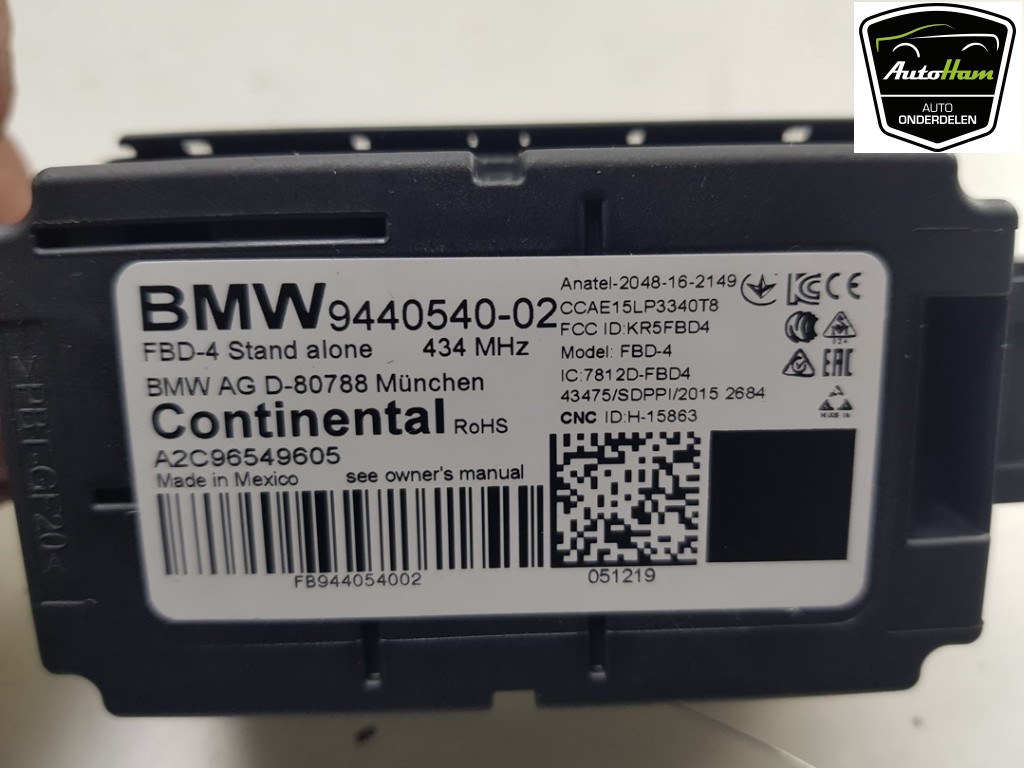 AutoHam
AUTO
ONDERDELEN
BMW 9440540-02
FBD-4 Stand alone 434 MHz
BMW AG D-80788 München
Continental RoHS
A2C96549605
Made in Mexico see owner's manual
FB944054002
Anatel-2048-16-2149
CCAE15LP3340T8
FCC ID:KR5FBD4
Model: FBD-4
IC:7812D-FBD4
43475/SDPPI/2015 2684
CNC ID:H-15863
051219
CE
EAC
>PBT-GF20<